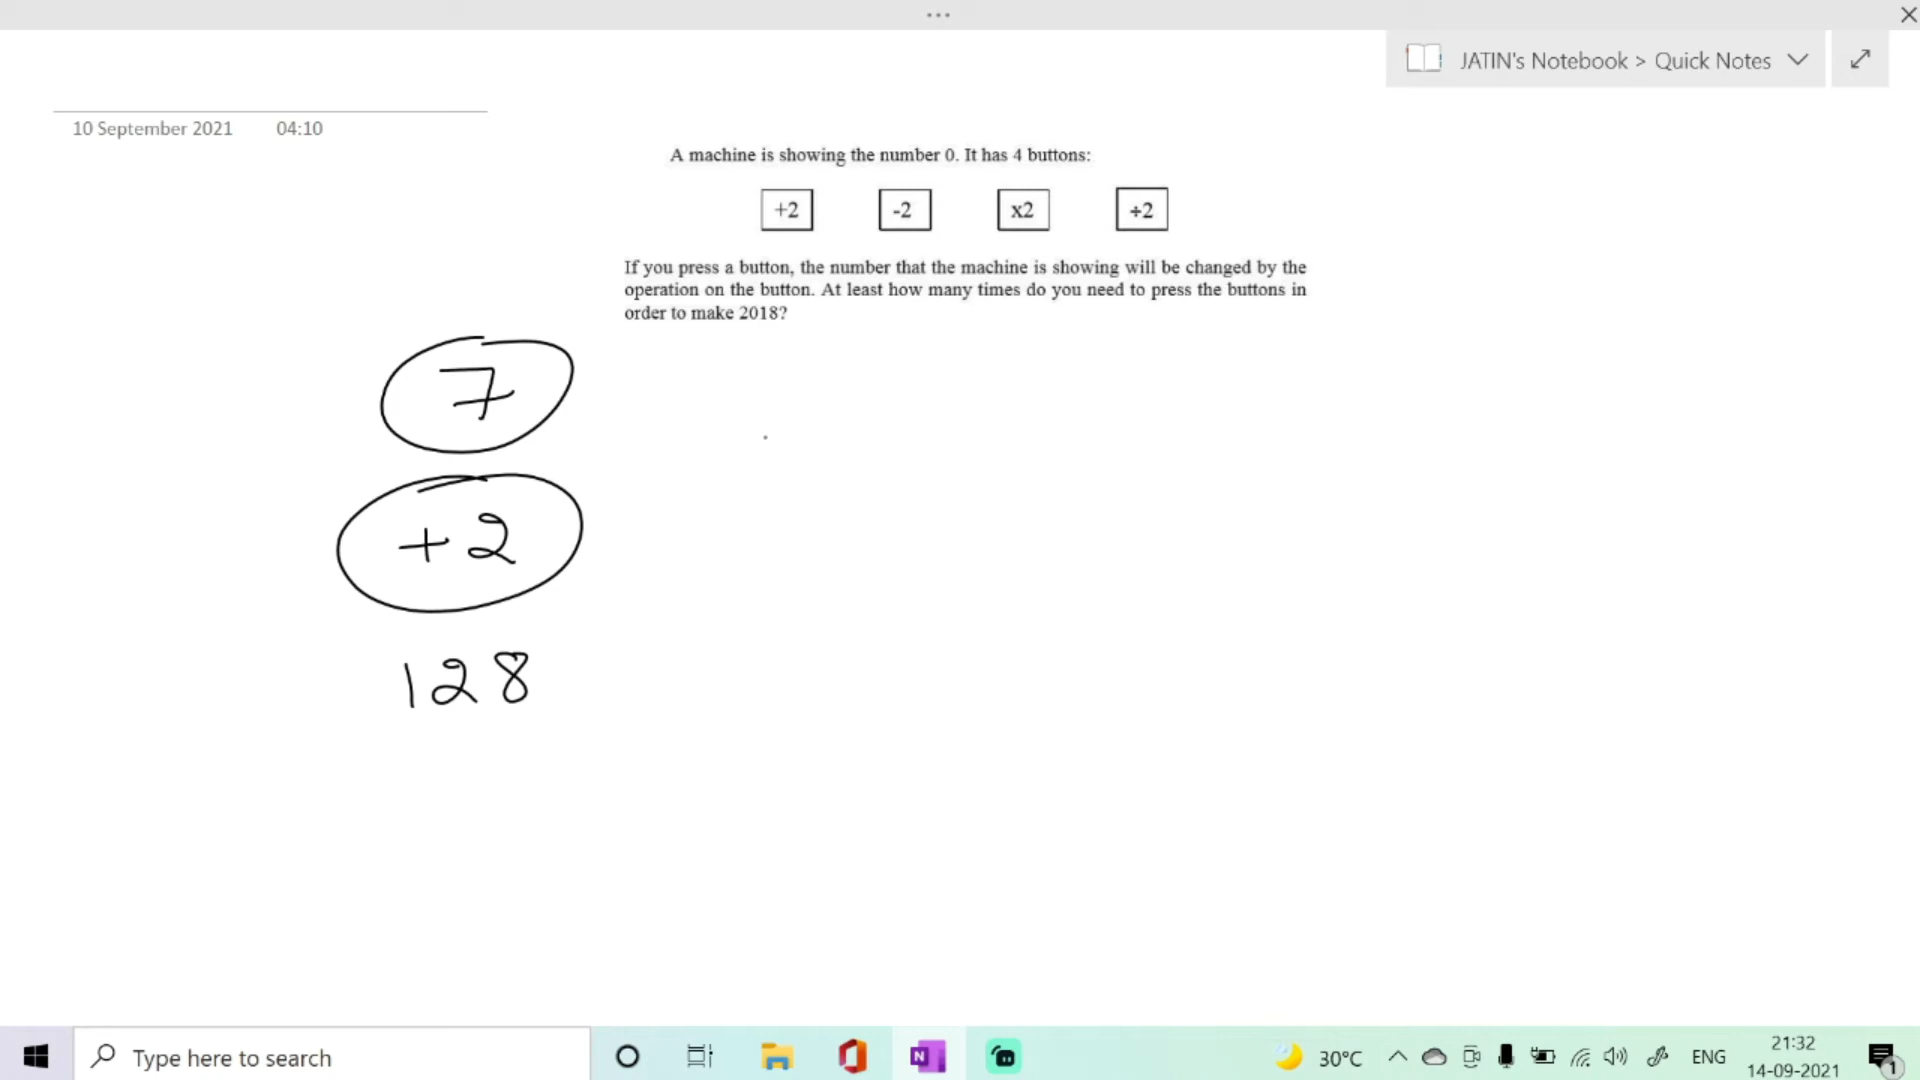 JATIN's Notebook > Quick Notes
10 September 2021 04:10
A machine is showing the number 0. It has 4 buttons:
+2 -2 x2 ÷2
If you press a button, the number that the machine is showing will be changed by the
operation on the button. At least how many times do you need to press the buttons in
order to make 2018?
7
+2
128
Type here to search
30°C
ENG
21:32
14-09-2021
1